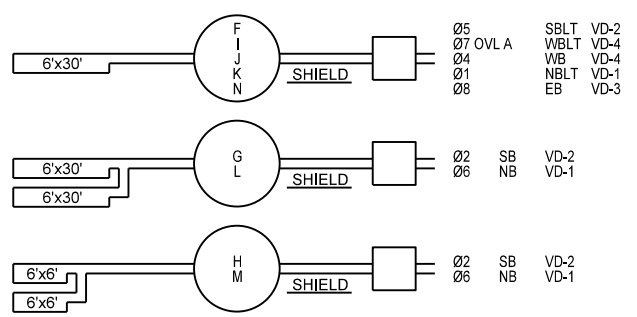 F
I
J
K
N
6'x30'
SHIELD
Ø5 SBLT VD-2
Ø7 OVL A WBLT VD-4
Ø4 WB VD-4
Ø1 NBLT VD-1
Ø8 EB VD-3
G
L
6'x30'
6'x30'
SHIELD
Ø2 SB VD-2
Ø6 NB VD-1
H
M
6'x6'
6'x6'
SHIELD
Ø2 SB VD-2
Ø6 NB VD-1